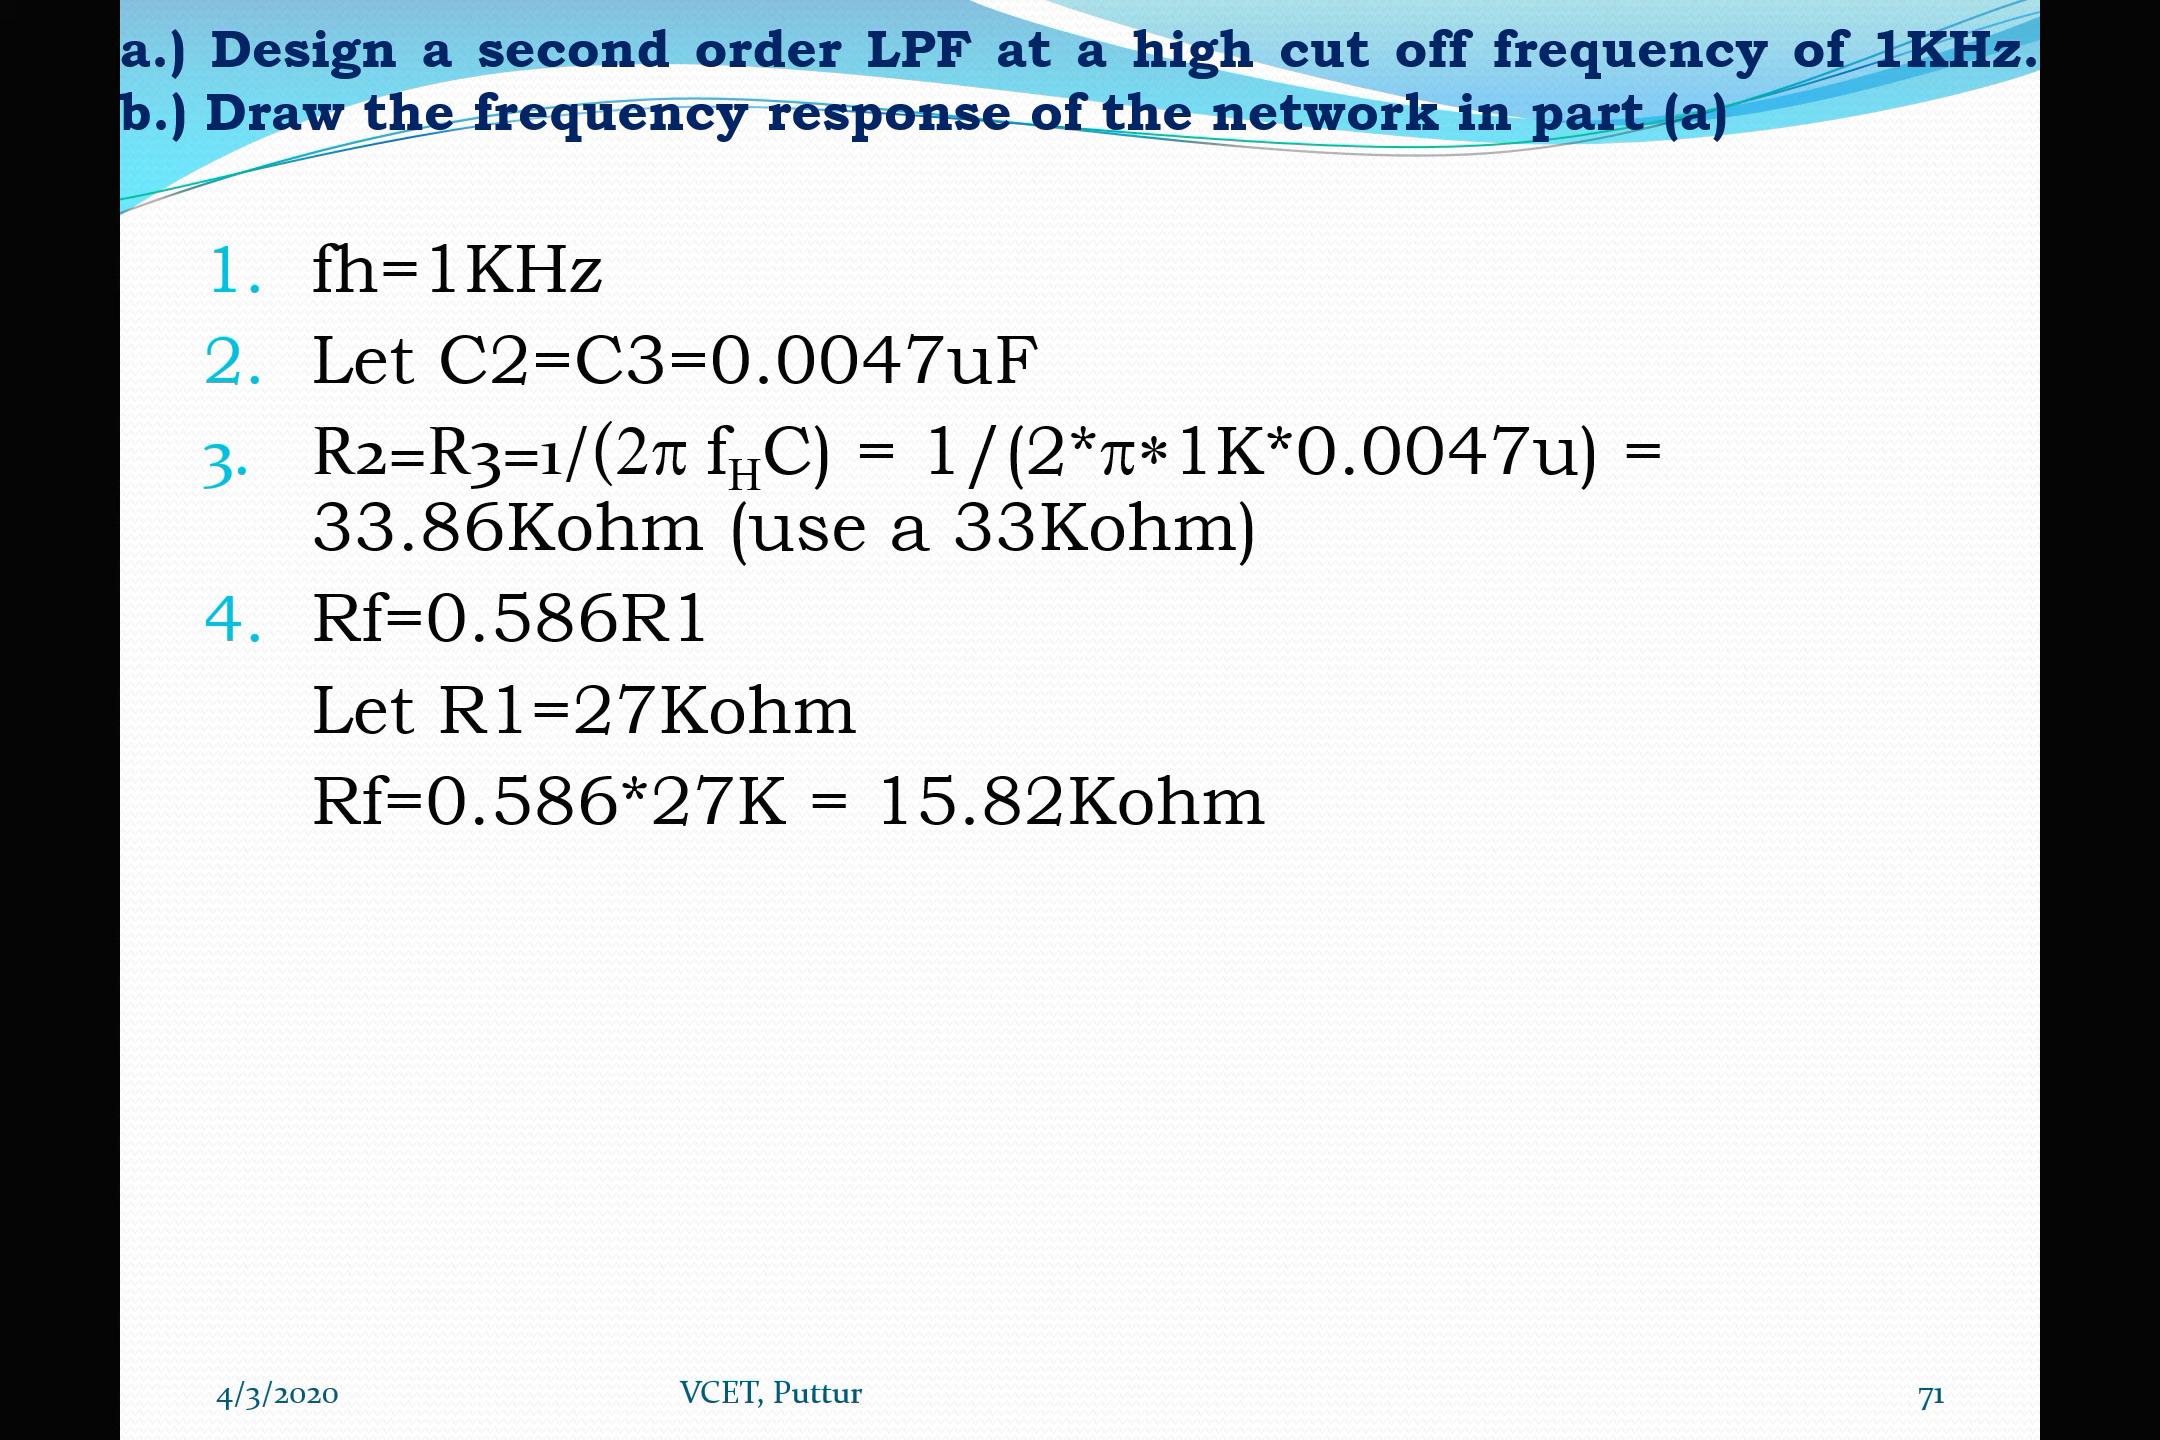 a.) Design a second order LPF at a high cut off frequency of 1KHz.
b.) Draw the frequency response of the network in part (a)
1. fh=1KHz
2. Let C2=C3=0.0047uF
3. R2=R3=1/(2π fHC) = 1/(2*π*1K*0.0047u) =
33.86Kohm (use a 33Kohm)
4. Rf=0.586R1
Let R1=27Kohm
Rf=0.586*27K = 15.82Kohm
4/3/2020
VCET, Puttur
71